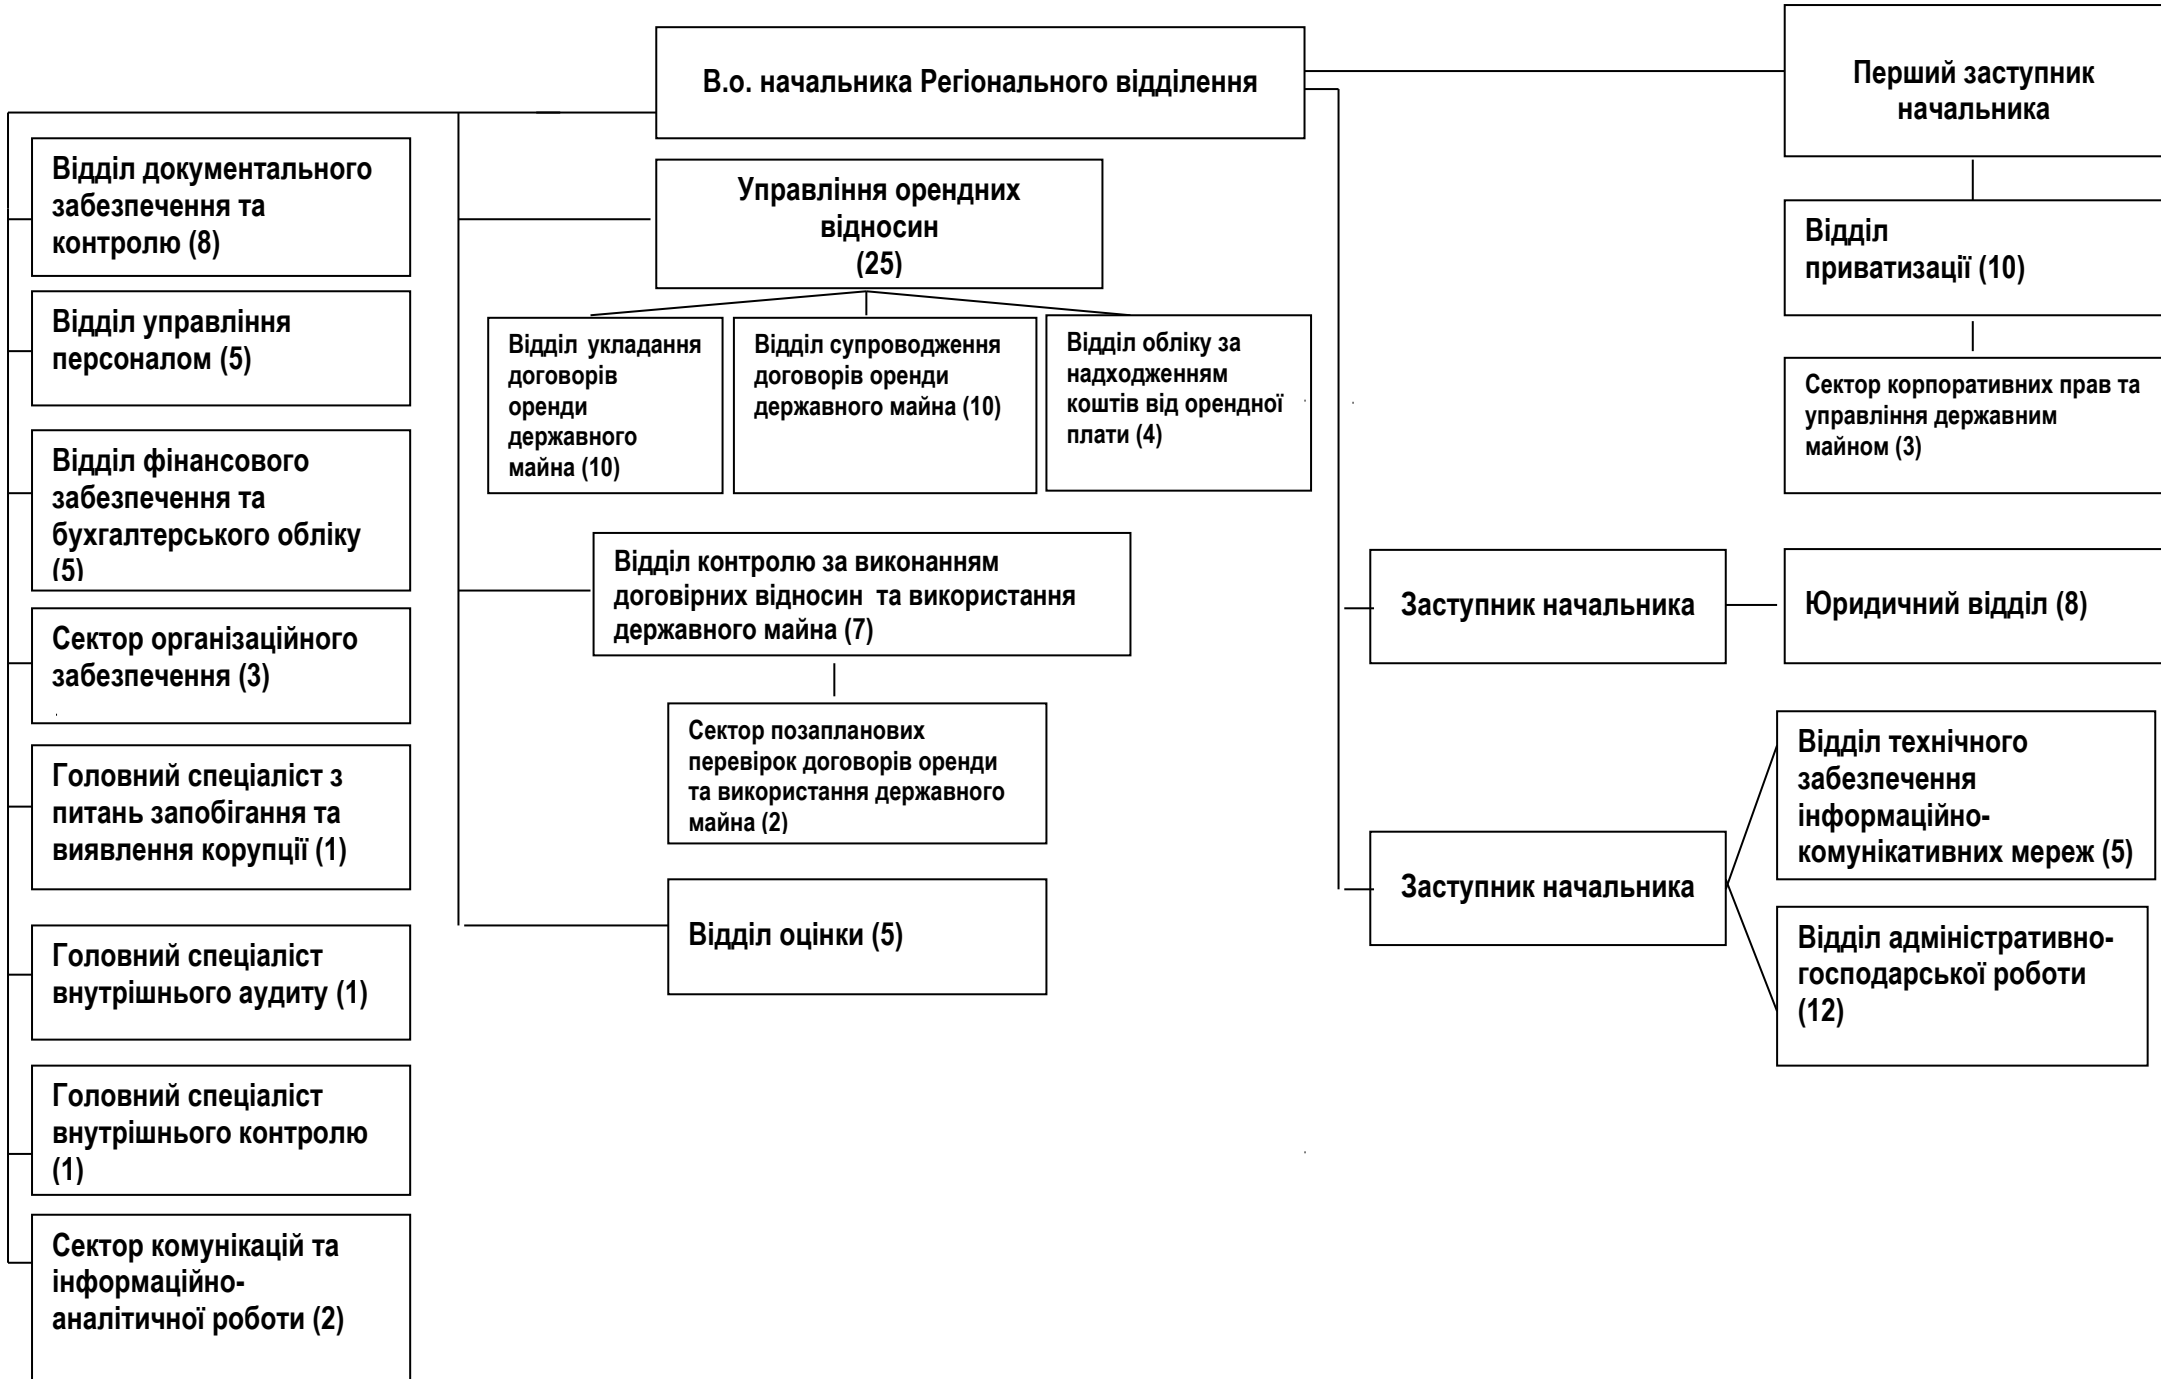 В.о. начальника Регіонального відділення
Перший заступник
начальника
Відділ документального
забезпечення та
контролю (8)
Відділ управління
персоналом (5)
Відділ фінансового
забезпечення та
бухгалтерського обліку
(5)
Сектор організаційного
забезпечення (3)
Головний спеціаліст з
питань запобігання та
виявлення корупції (1)
Головний спеціаліст
внутрішнього аудиту (1)
Головний спеціаліст
внутрішнього контролю
(1)
Сектор комунікацій та
інформаційно-
аналітичної роботи (2)
Управління орендних
відносин
(25)
Відділ укладання
договорів
оренди
державного
майна (10)
Відділ супроводження
договорів оренди
державного майна (10)
Відділ обліку за
надходженням
коштів від орендної
плати (4)
Відділ контролю за виконанням
договірних відносин та використання
державного майна (7)
Сектор позапланових
перевірок договорів оренди
та використання державного
майна (2)
Відділ оцінки (5)
Відділ
приватизації (10)
Сектор корпоративних прав та
управління державним
майном (3)
Заступник начальника
Юридичний відділ (8)
Заступник начальника
Відділ технічного
забезпечення
інформаційно-
комунікативних мереж (5)
Відділ адміністративно-
господарської роботи
(12)